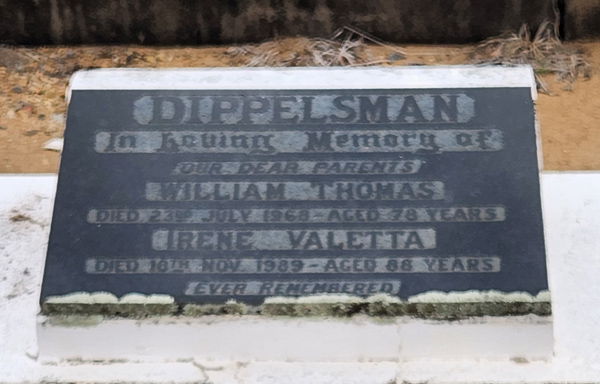 DIPPELSMAN
In Loving Memory of
OUR DEAR PARENTS
WILLIAM THOMAS
DIED 23RD JULY 1968 - AGED 78 YEARS
IRENE VALETTA
DIED 18TH NOV. 1989 - AGED 88 YEARS
EVER REMEMBERED